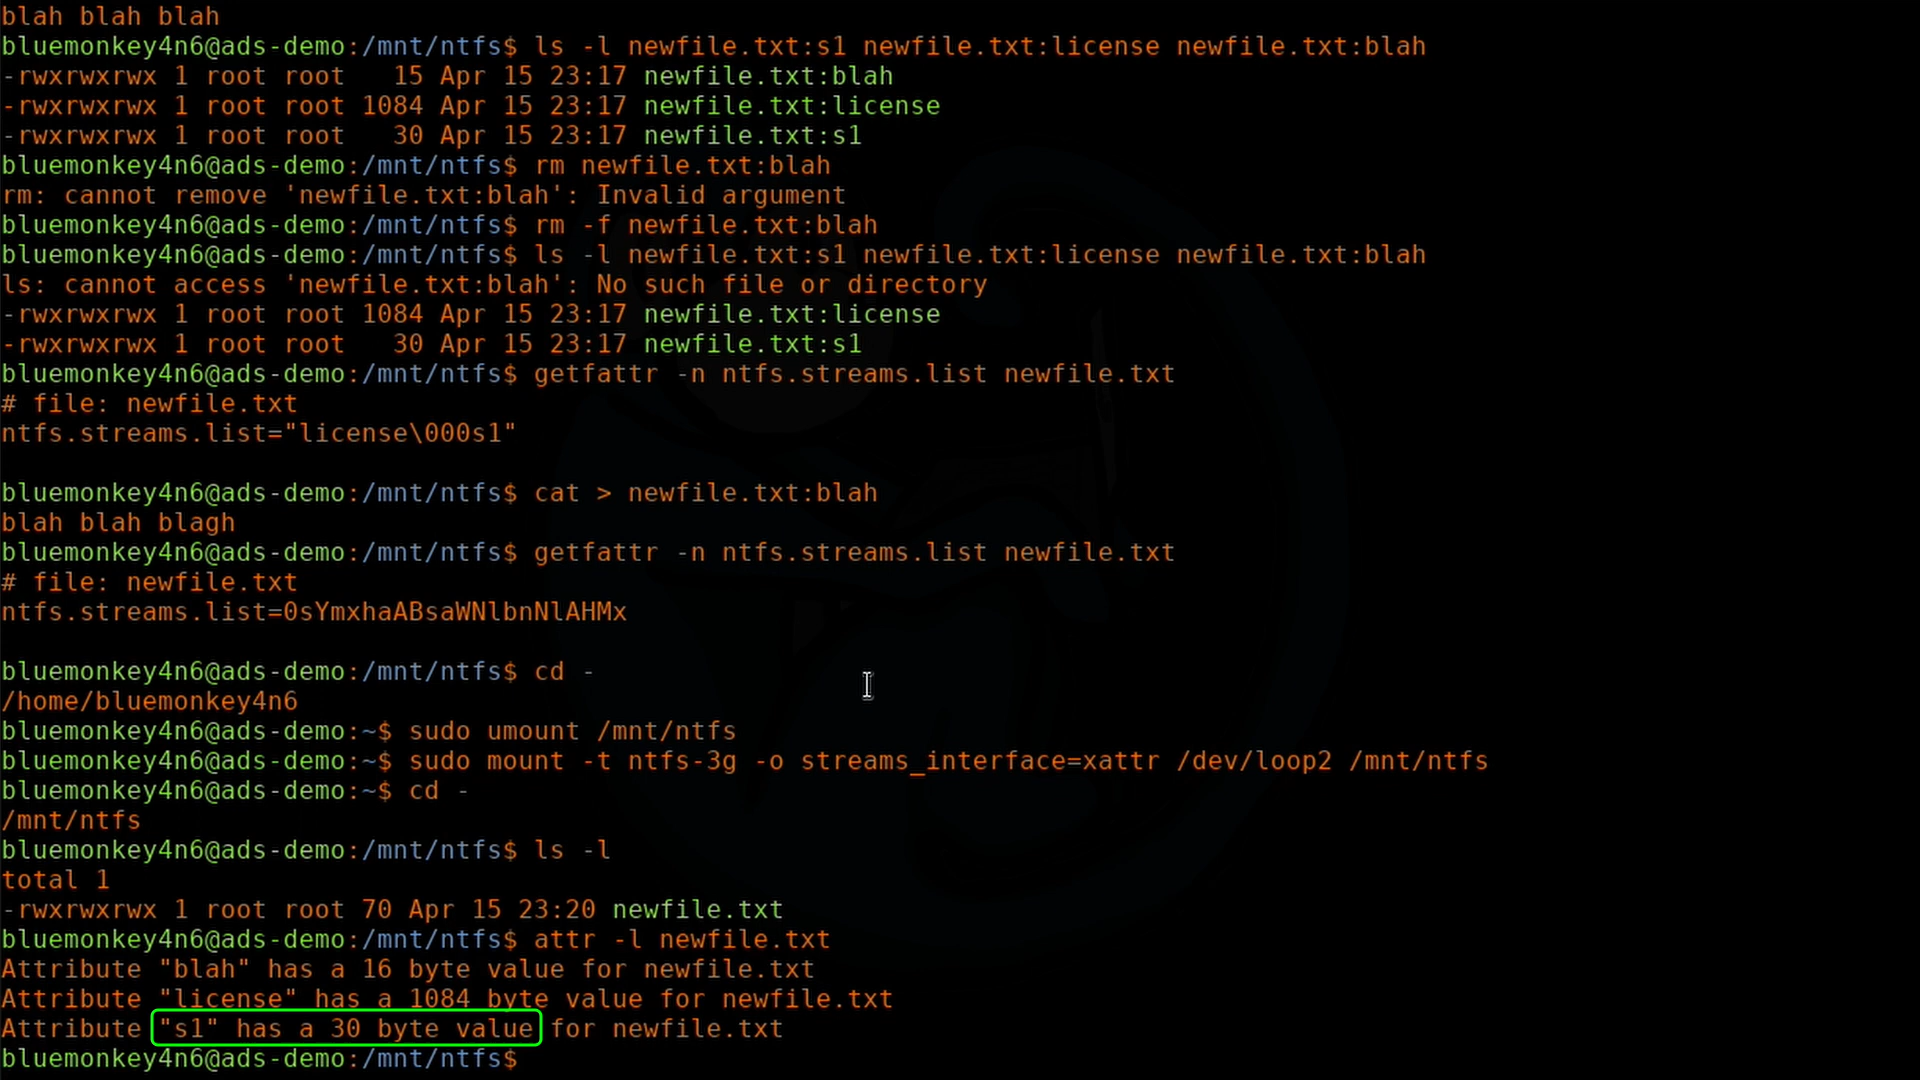 blah blah blah
bluemonkey4n6@ads-demo:/mnt/ntfs$ ls -l newfile.txt:s1 newfile.txt:license newfile.txt:blah
-rwxrwxrwx 1 root root   15 Apr 15 23:17 newfile.txt:blah
-rwxrwxrwx 1 root root 1084 Apr 15 23:17 newfile.txt:license
-rwxrwxrwx 1 root root   30 Apr 15 23:17 newfile.txt:s1
bluemonkey4n6@ads-demo:/mnt/ntfs$ rm newfile.txt:blah
rm: cannot remove 'newfile.txt:blah': Invalid argument
bluemonkey4n6@ads-demo:/mnt/ntfs$ rm -f newfile.txt:blah
bluemonkey4n6@ads-demo:/mnt/ntfs$ ls -l newfile.txt:s1 newfile.txt:license newfile.txt:blah
ls: cannot access 'newfile.txt:blah': No such file or directory
-rwxrwxrwx 1 root root 1084 Apr 15 23:17 newfile.txt:license
-rwxrwxrwx 1 root root   30 Apr 15 23:17 newfile.txt:s1
bluemonkey4n6@ads-demo:/mnt/ntfs$ getfattr -n ntfs.streams.list newfile.txt
# file: newfile.txt
ntfs.streams.list="license\000s1"
bluemonkey4n6@ads-demo:/mnt/ntfs$ cat > newfile.txt:blah
blah blah blagh
bluemonkey4n6@ads-demo:/mnt/ntfs$ getfattr -n ntfs.streams.list newfile.txt
# file: newfile.txt
ntfs.streams.list=0sYmxhaABsaWNlbnNlAHMx
bluemonkey4n6@ads-demo:/mnt/ntfs$ cd -
/home/bluemonkey4n6
bluemonkey4n6@ads-demo:~$ sudo umount /mnt/ntfs
bluemonkey4n6@ads-demo:~$ sudo mount -t ntfs-3g -o streams_interface=xattr /dev/loop2 /mnt/ntfs
bluemonkey4n6@ads-demo:~$ cd -
/mnt/ntfs
bluemonkey4n6@ads-demo:/mnt/ntfs$ ls -l
total 1
-rwxrwxrwx 1 root root 70 Apr 15 23:20 newfile.txt
bluemonkey4n6@ads-demo:/mnt/ntfs$ attr -l newfile.txt
Attribute "blah" has a 16 byte value for newfile.txt
Attribute "license" has a 1084 byte value for newfile.txt
Attribute "s1" has a 30 byte value for newfile.txt
bluemonkey4n6@ads-demo:/mnt/ntfs$